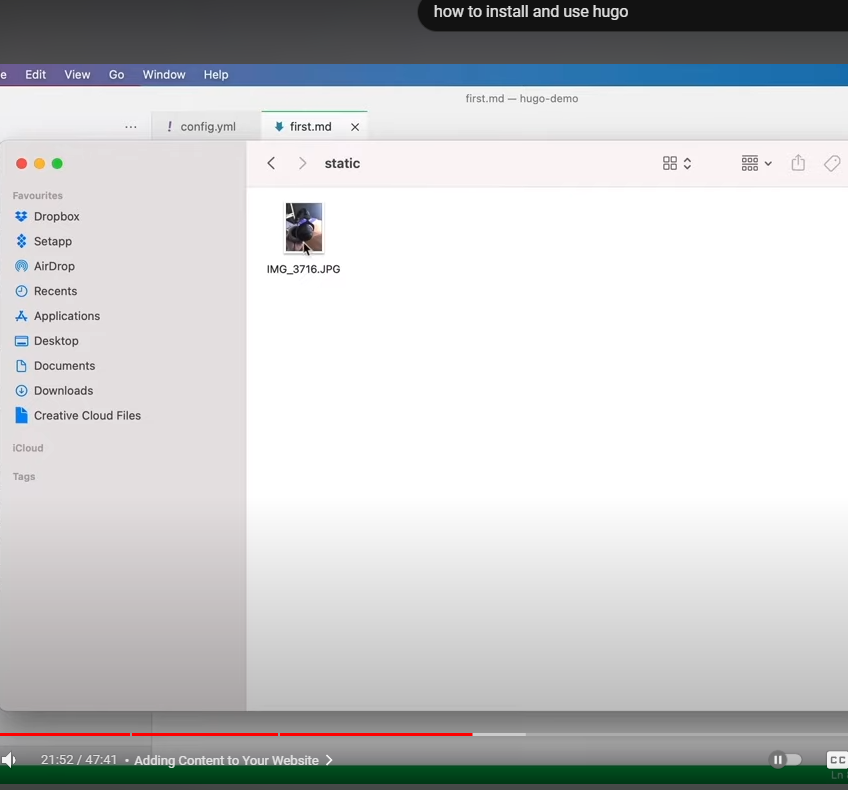 how to install and use hugo
e Edit View Go Window Help
first.md — hugo-demo
... ! config.yml first.md ×
static
Favourites
Dropbox
Setapp
AirDrop
Recents
Applications
Desktop
Documents
Downloads
Creative Cloud Files
iCloud
Tags
IMG_3716.JPG
21:52 / 47:41 • Adding Content to Your Website
CC
Ln